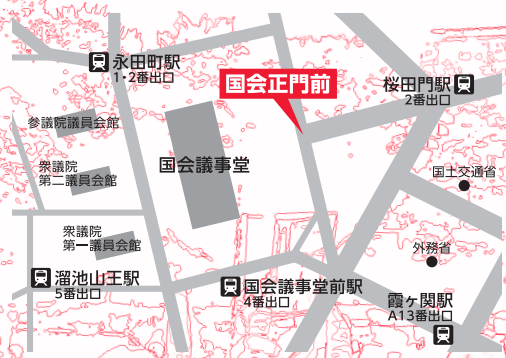 永田町駅
1・2番出口
国会正門前
桜田門駅
2番出口
参議院議員会館
国会議事堂
衆議院
第二議員会館
国土交通省
衆議院
第一議員会館
外務省
溜池山王駅
5番出口
国会議事堂前駅
4番出口
霞ヶ関駅
A13番出口